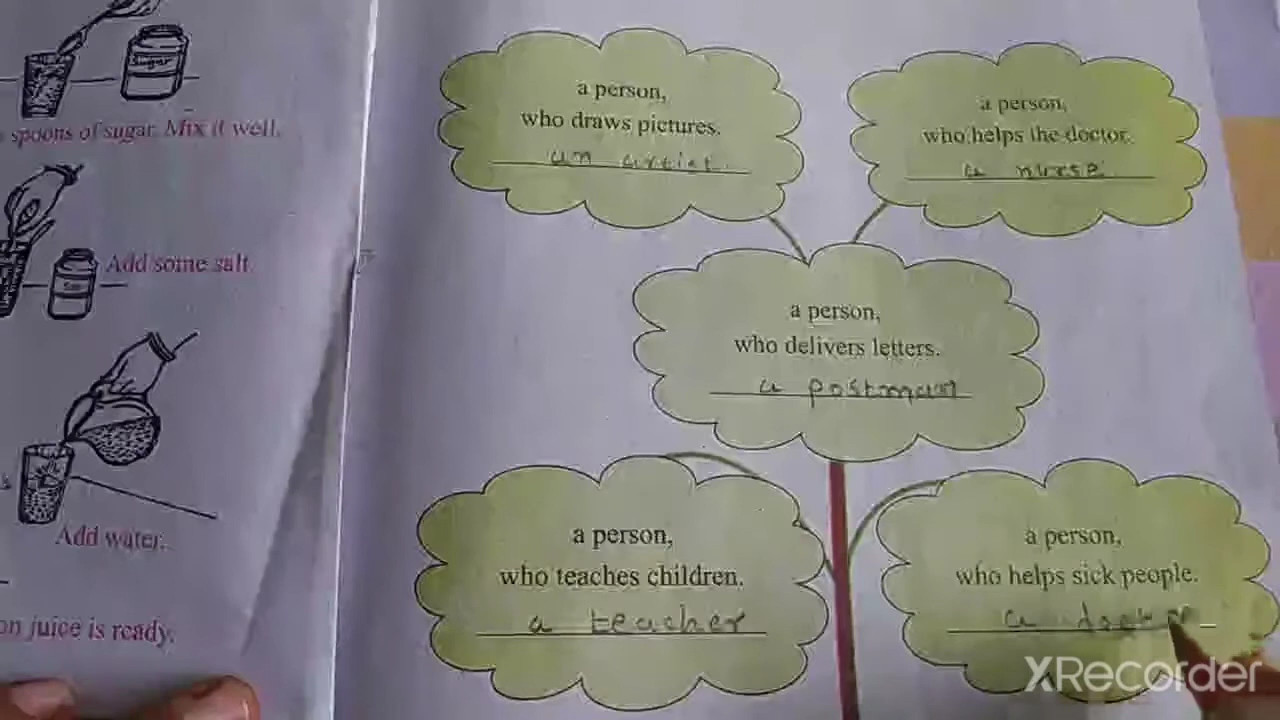 Sugar
spoons of sugar. Mix it well.
Add some salt
Add water.
on juice is ready.
a person,
who draws pictures.
an artist.
a person,
who helps the doctor.
a nurse
a person,
who delivers letters.
a postman
a person,
who teaches children.
a teacher
a person,
who helps sick people.
a doctor
XRecorder